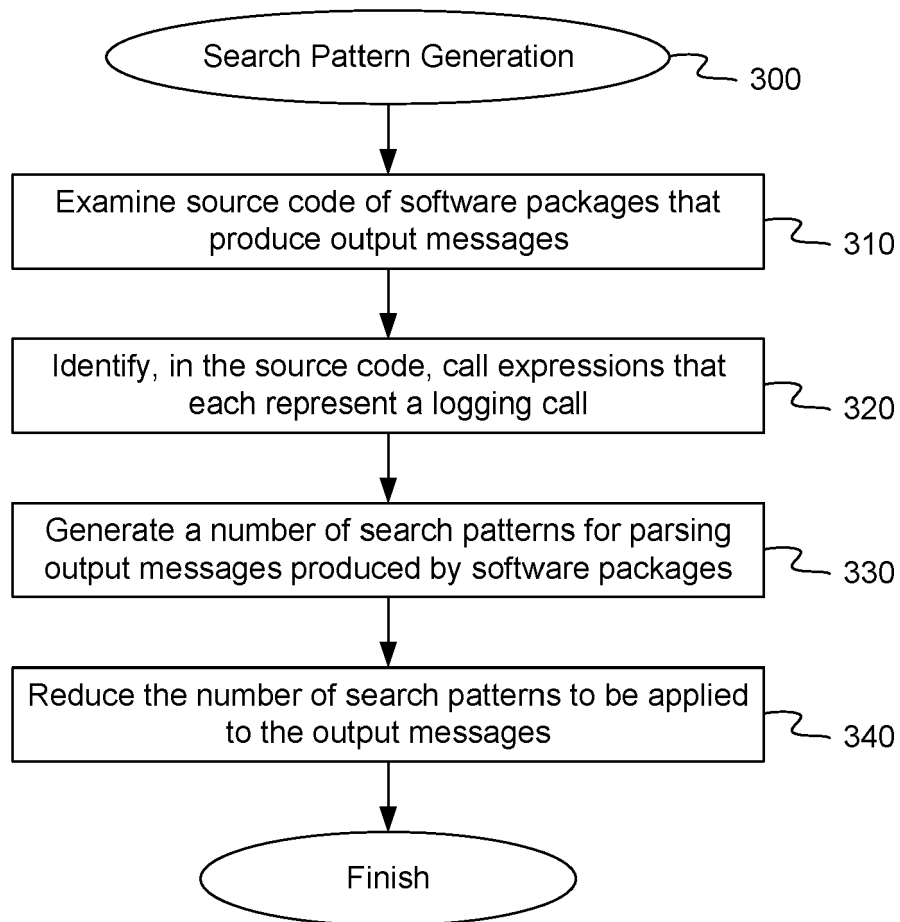 Search Pattern Generation
300
Examine source code of software packages that
produce output messages
310
Identify, in the source code, call expressions that
each represent a logging call
320
Generate a number of search patterns for parsing
output messages produced by software packages
330
Reduce the number of search patterns to be applied
to the output messages
340
Finish